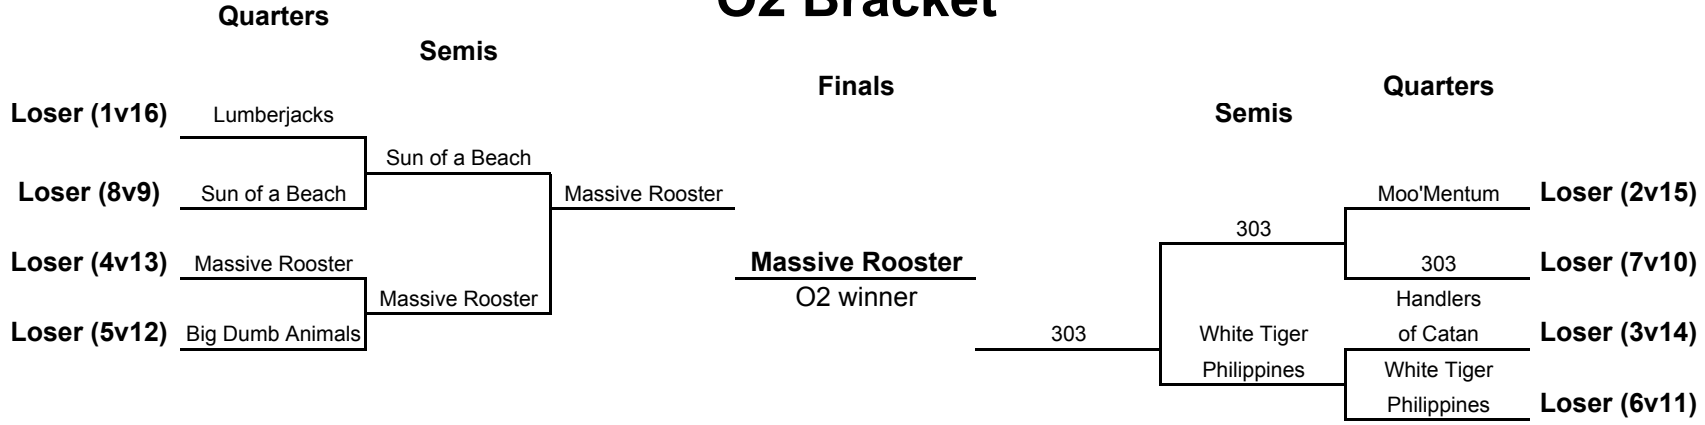 O2 Bracket
Quarters
Semis
Finals
Quarters
Semis
Loser (1v16) Lumberjacks
Sun of a Beach
Loser (8v9) Sun of a Beach
Massive Rooster
Moo'Mentum Loser (2v15)
303
Loser (4v13) Massive Rooster
Massive Rooster
303 Loser (7v10)
Massive Rooster
O2 winner
Handlers
Loser (5v12) Big Dumb Animals
303
White Tiger
of Catan Loser (3v14)
Philippines
White Tiger
Philippines Loser (6v11)